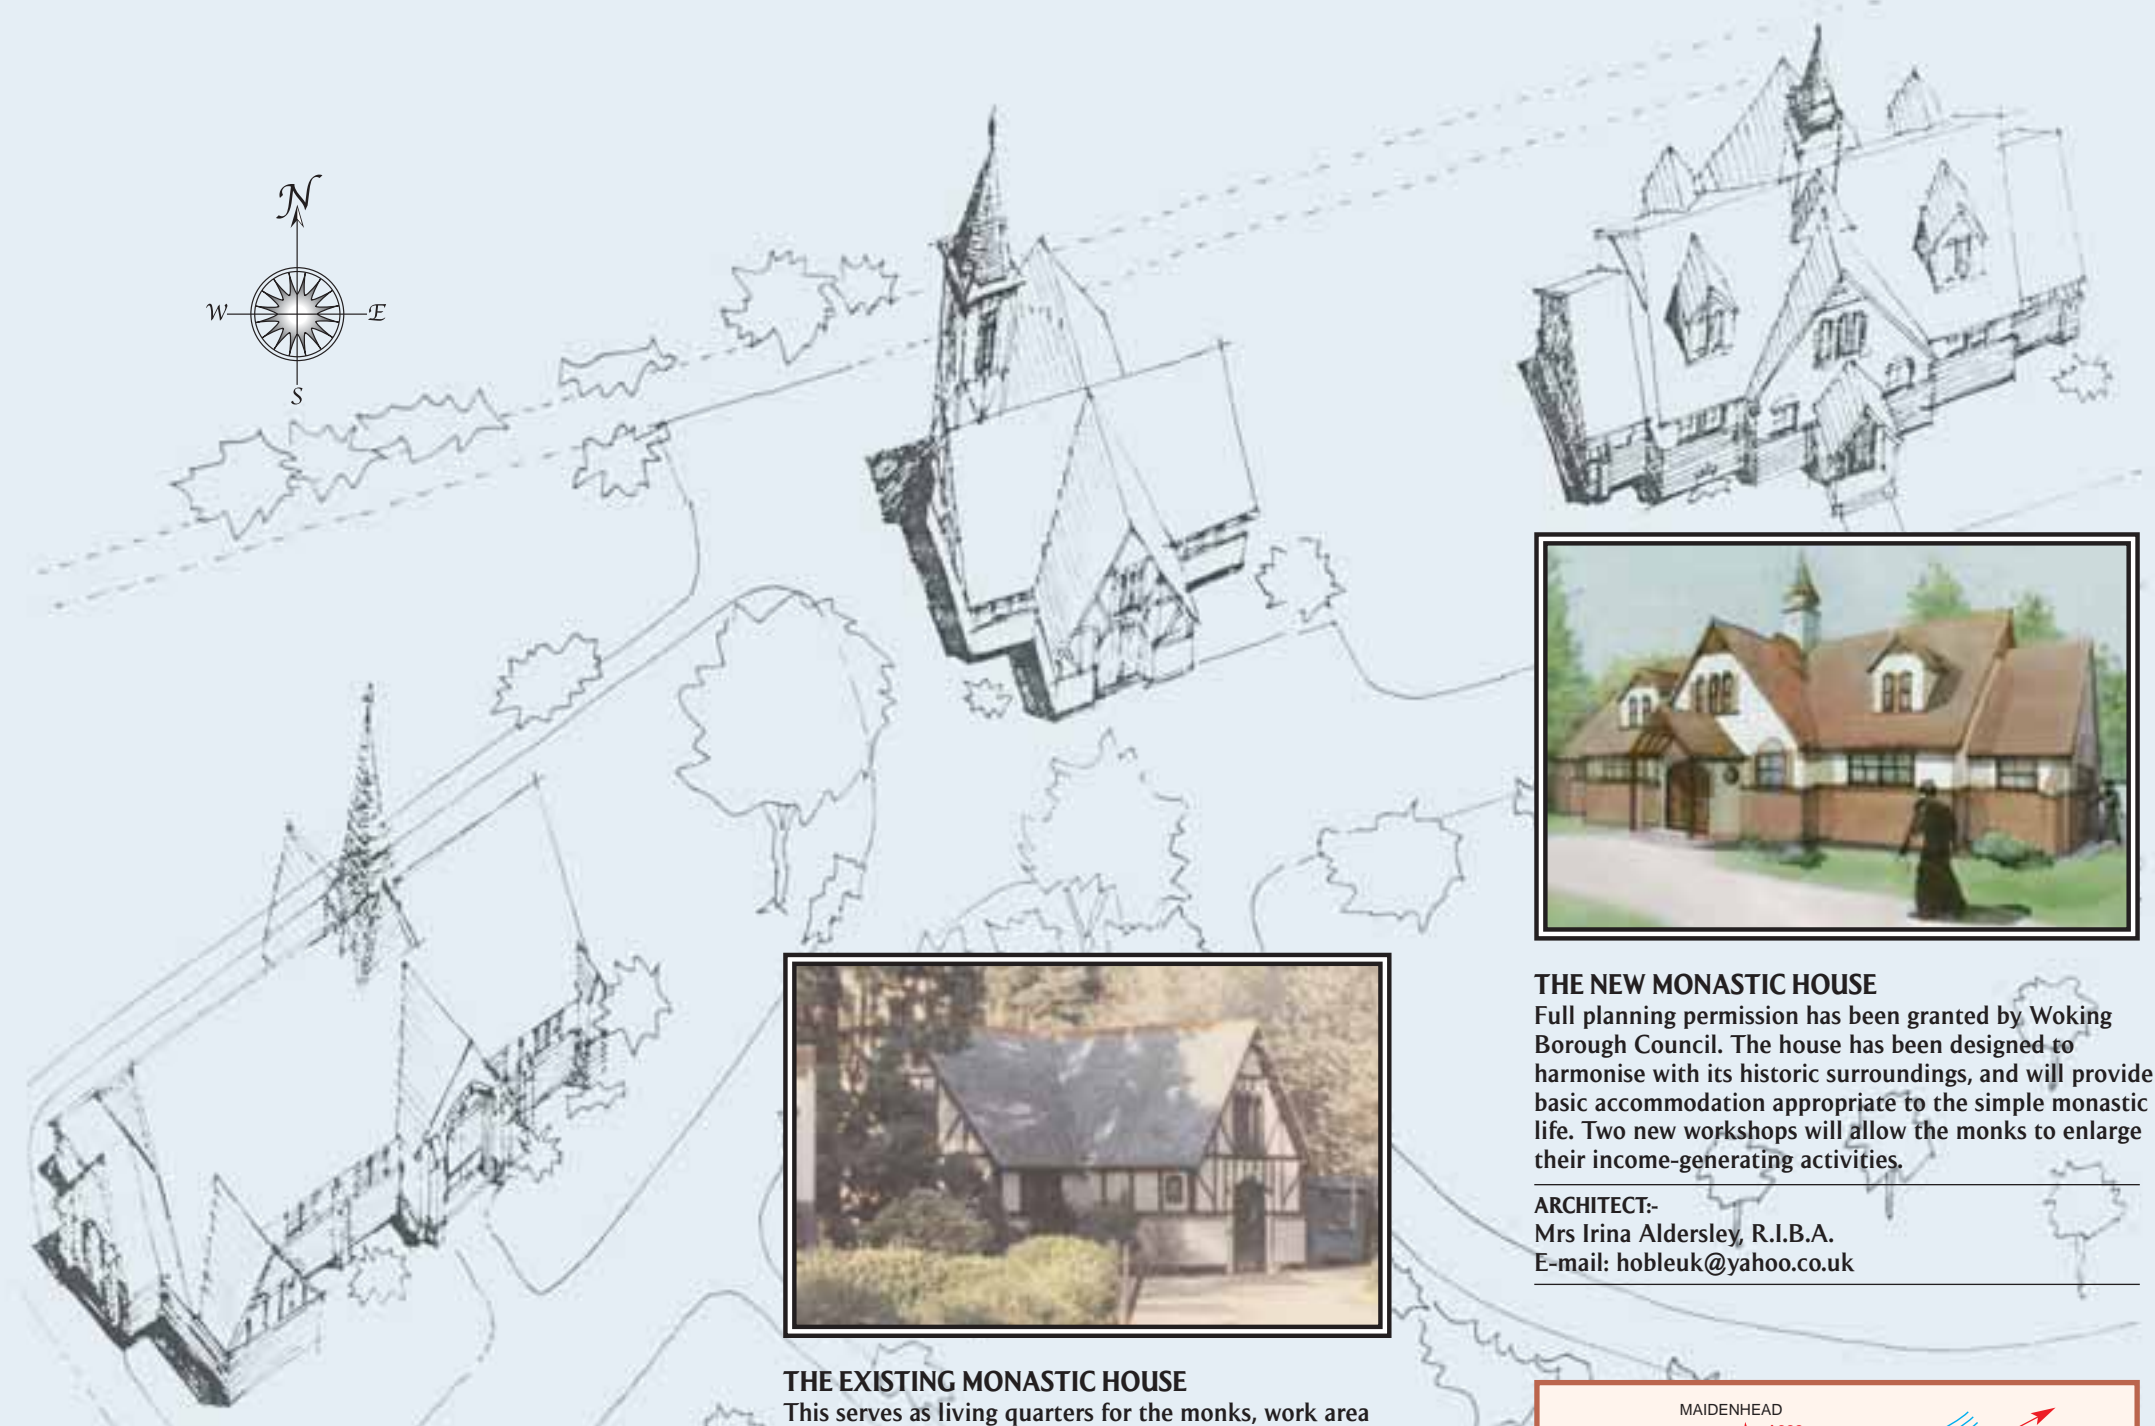 N
W
E
S
THE NEW MONASTIC HOUSE
Full planning permission has been granted by Woking
Borough Council. The house has been designed to
harmonise with its historic surroundings, and will provide
basic accommodation appropriate to the simple monastic
life. Two new workshops will allow the monks to enlarge
their income-generating activities.
ARCHITECT:-
Mrs Irina Aldersley, R.I.B.A.
E-mail: hobleuk@yahoo.co.uk
THE EXISTING MONASTIC HOUSE
This serves as living quarters for the monks, work area
MAIDENHEAD